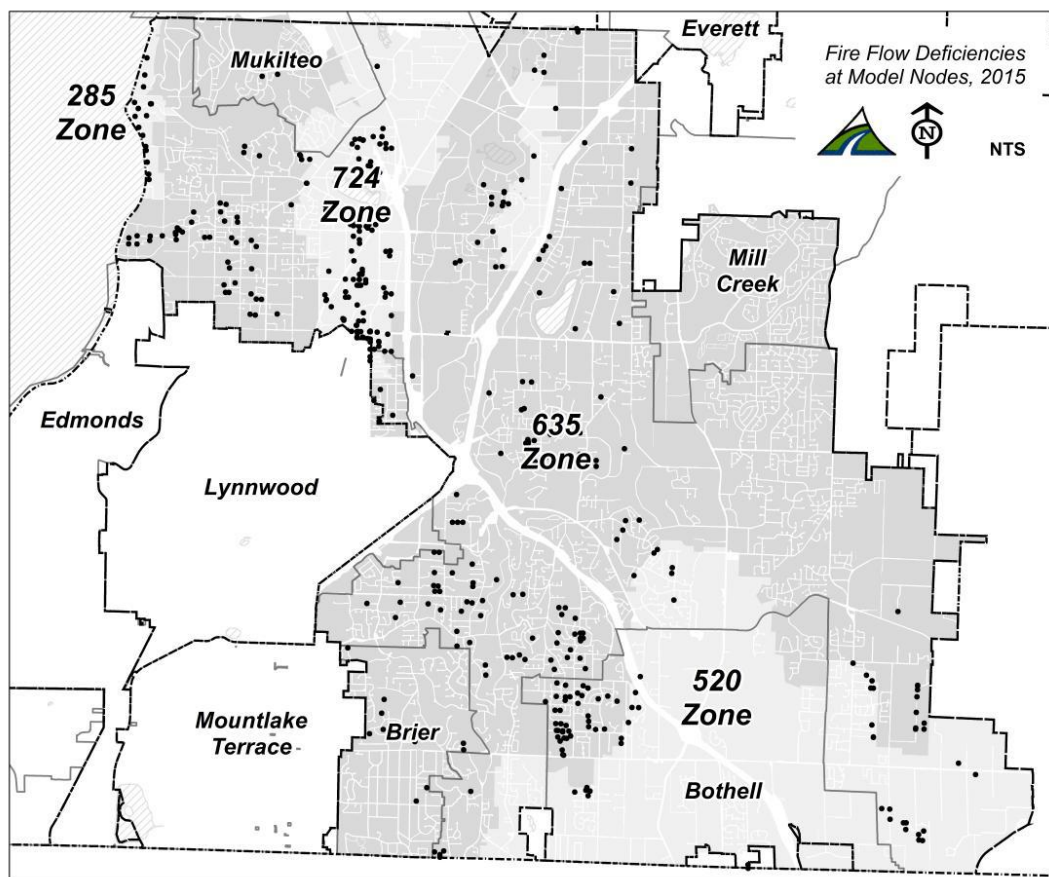 Everett
Fire Flow Deficiencies
at Model Nodes, 2015
Mukilteo
285
Zone
N
NTS
724
Zone
Mill
Creek
Edmonds
635
Zone
Lynnwood
520
Zone
Mountlake
Terrace
Brier
Bothell